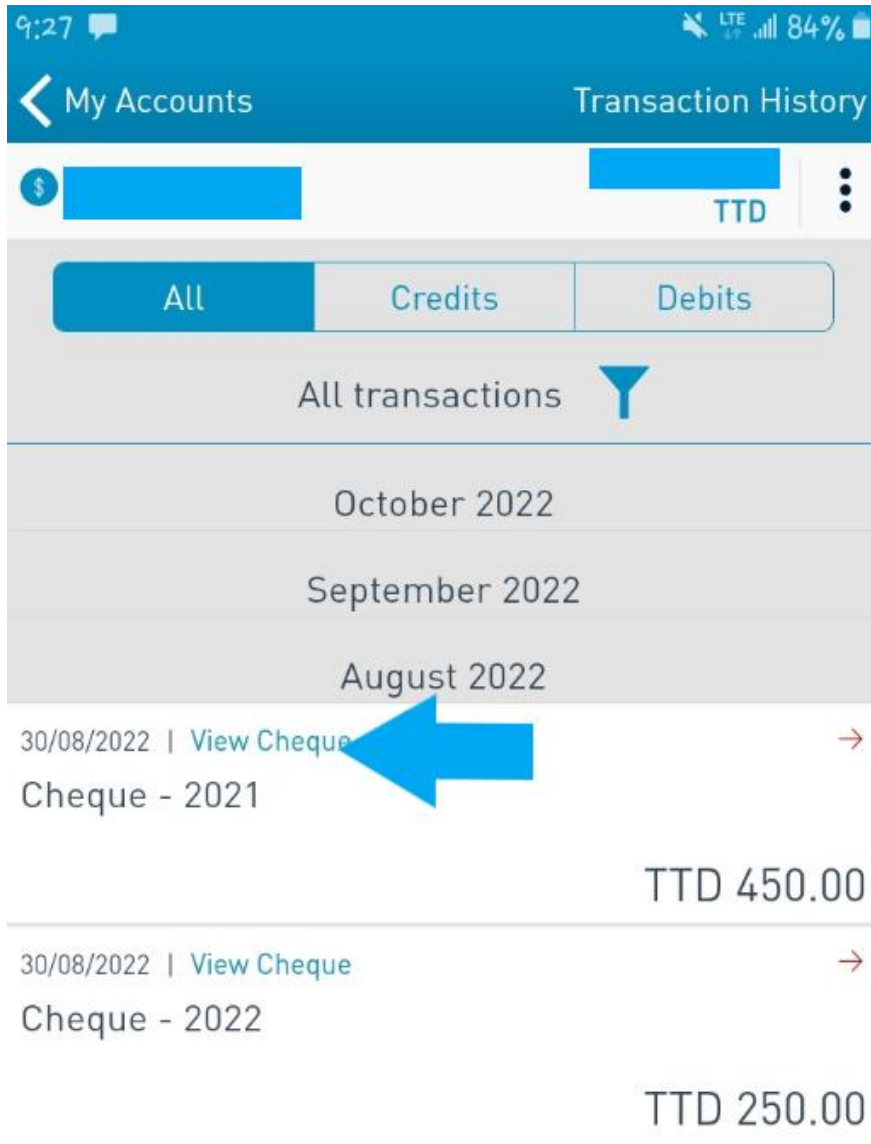 9:27 LTE 84%
My Accounts Transaction History
$
TTD
All Credits Debits
All transactions
October 2022
September 2022
August 2022
30/08/2022 | View Cheque
Cheque - 2021
TTD 450.00
30/08/2022 | View Cheque
Cheque - 2022
TTD 250.00